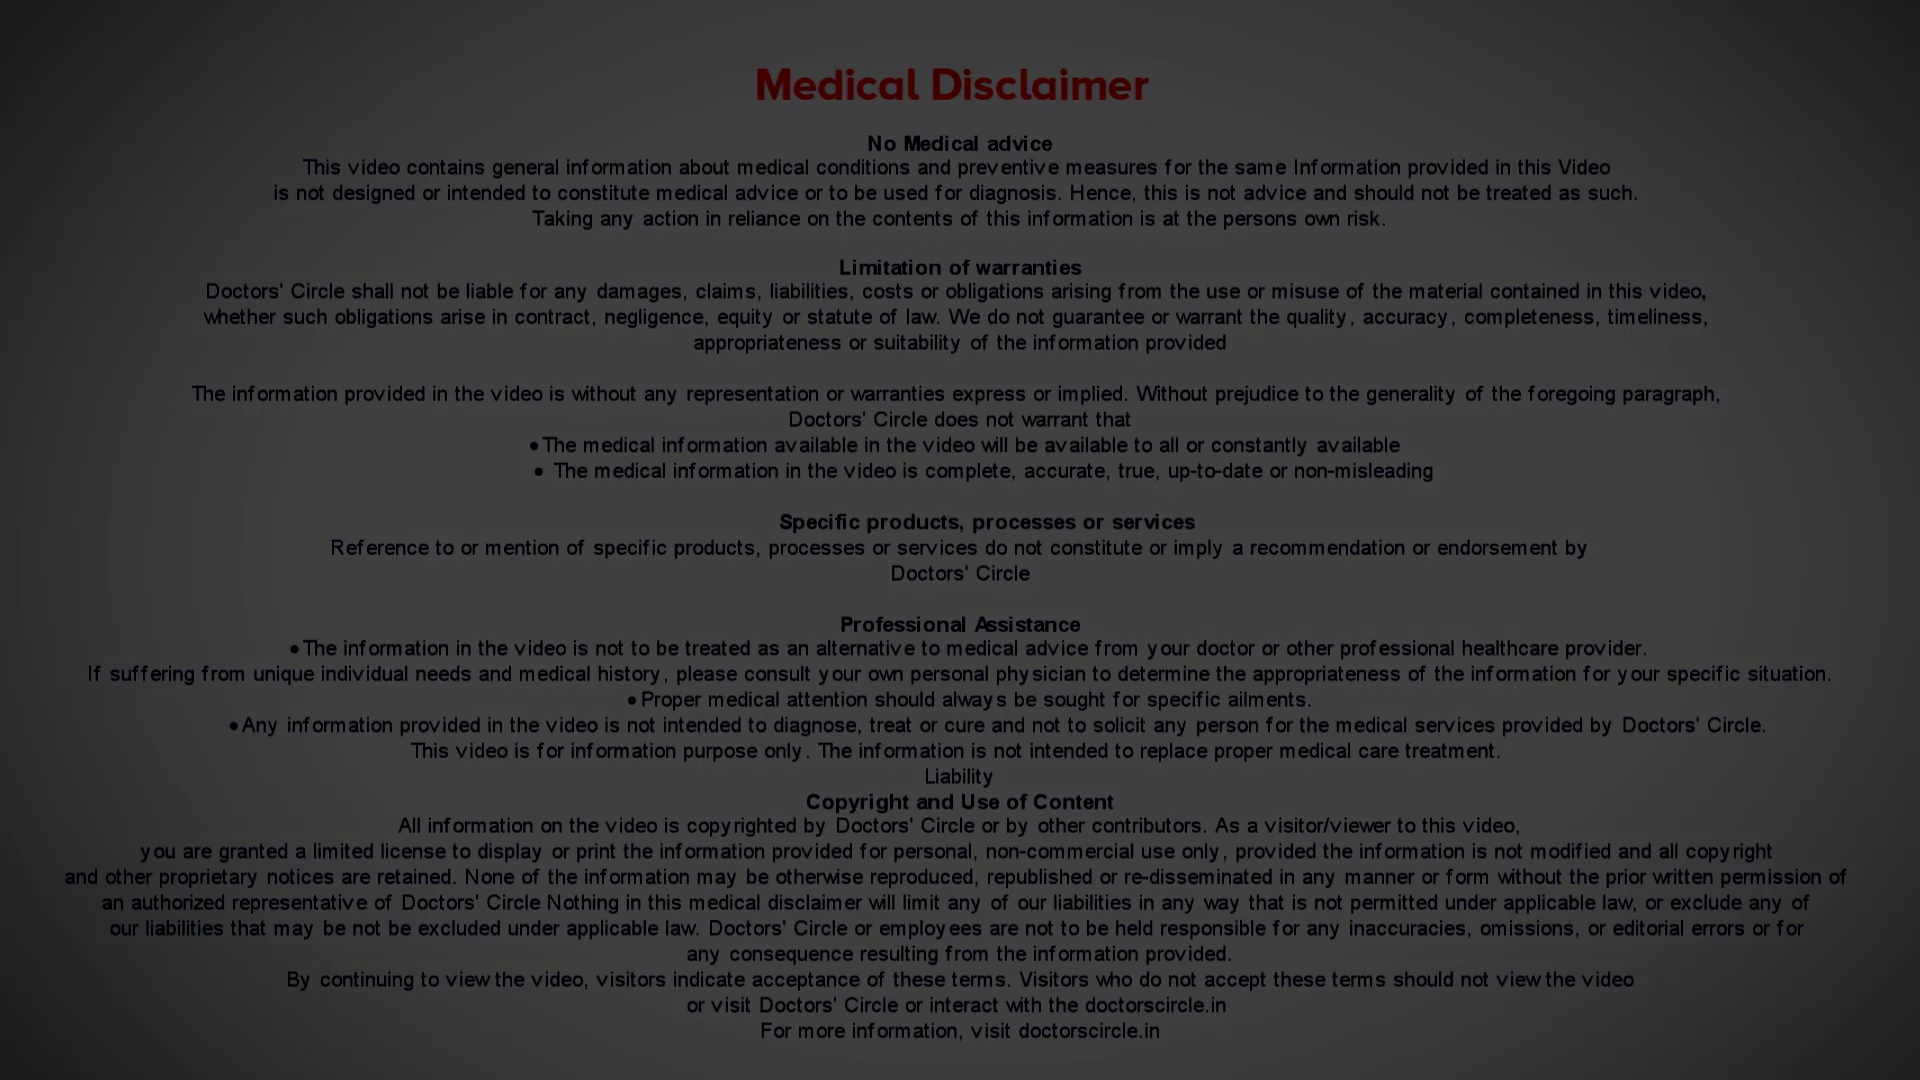 Medical Disclaimer
No Medical advice
This video contains general information about medical conditions and preventive measures for the same Information provided in this Video
is not designed or intended to constitute medical advice or to be used for diagnosis. Hence, this is not advice and should not be treated as such.
Taking any action in reliance on the contents of this information is at the persons own risk.
Limitation of warranties
Doctors' Circle shall not be liable for any damages, claims, liabilities, costs or obligations arising from the use or misuse of the material contained in this video,
whether such obligations arise in contract, negligence, equity or statute of law. We do not guarantee or warrant the quality, accuracy, completeness, timeliness,
appropriateness or suitability of the information provided
The information provided in the video is without any representation or warranties express or implied. Without prejudice to the generality of the foregoing paragraph,
Doctors' Circle does not warrant that
•The medical information available in the video will be available to all or constantly available
• The medical information in the video is complete, accurate, true, up-to-date or non-misleading
Specific products, processes or services
Reference to or mention of specific products, processes or services do not constitute or imply a recommendation or endorsement by
Doctors' Circle
Professional Assistance
•The information in the video is not to be treated as an alternative to medical advice from your doctor or other professional healthcare provider.
If suffering from unique individual needs and medical history, please consult your own personal physician to determine the appropriateness of the information for your specific situation.
•Proper medical attention should always be sought for specific ailments.
•Any information provided in the video is not intended to diagnose, treat or cure and not to solicit any person for the medical services provided by Doctors' Circle.
This video is for information purpose only. The information is not intended to replace proper medical care treatment.
Liability
Copyright and Use of Content
All information on the video is copyrighted by Doctors' Circle or by other contributors. As a visitor/viewer to this video,
you are granted a limited license to display or print the information provided for personal, non-commercial use only, provided the information is not modified and all copyright
and other proprietary notices are retained. None of the information may be otherwise reproduced, republished or re-disseminated in any manner or form without the prior written permission of
an authorized representative of Doctors' Circle Nothing in this medical disclaimer will limit any of our liabilities in any way that is not permitted under applicable law, or exclude any of
our liabilities that may be not be excluded under applicable law. Doctors' Circle or employees are not to be held responsible for any inaccuracies, omissions, or editorial errors or for
any consequence resulting from the information provided.
By continuing to view the video, visitors indicate acceptance of these terms. Visitors who do not accept these terms should not view the video
or visit Doctors' Circle or interact with the doctorscircle.in
For more information, visit doctorscircle.in